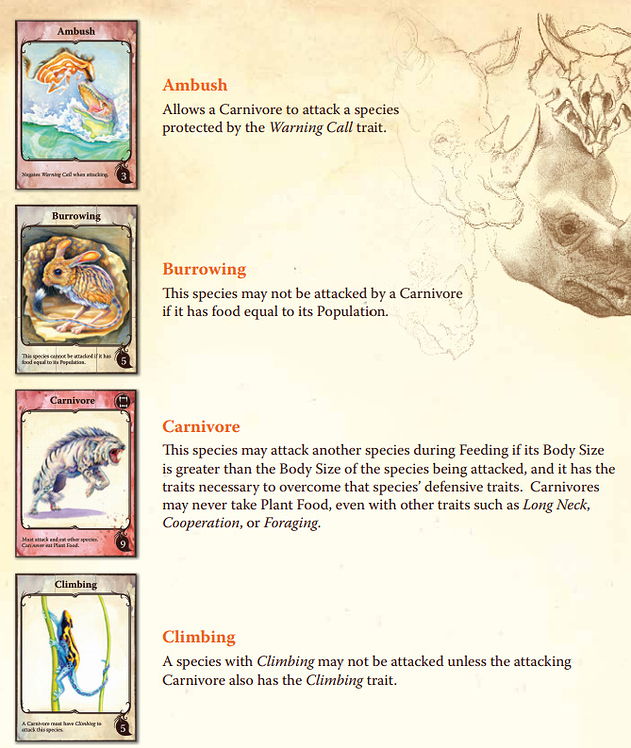 Ambush
Negates Warning Call when attacking.
3
Ambush
Allows a Carnivore to attack a species
protected by the Warning Call trait.
Burrowing
This species cannot be attacked if it has
food equal to its Population.
5
Burrowing
This species may not be attacked by a Carnivore
if it has food equal to its Population.
Carnivore
Must attack and eat other species.
Can never eat Plant Food.
9
Carnivore
This species may attack another species during Feeding if its Body Size
is greater than the Body Size of the species being attacked, and it has the
traits necessary to overcome that species’ defensive traits.  Carnivores
may never take Plant Food, even with other traits such as Long Neck,
Cooperation, or Foraging.
Climbing
A Carnivore must have Climbing to
attack this species.
5
Climbing
A species with Climbing may not be attacked unless the attacking
Carnivore also has the Climbing trait.